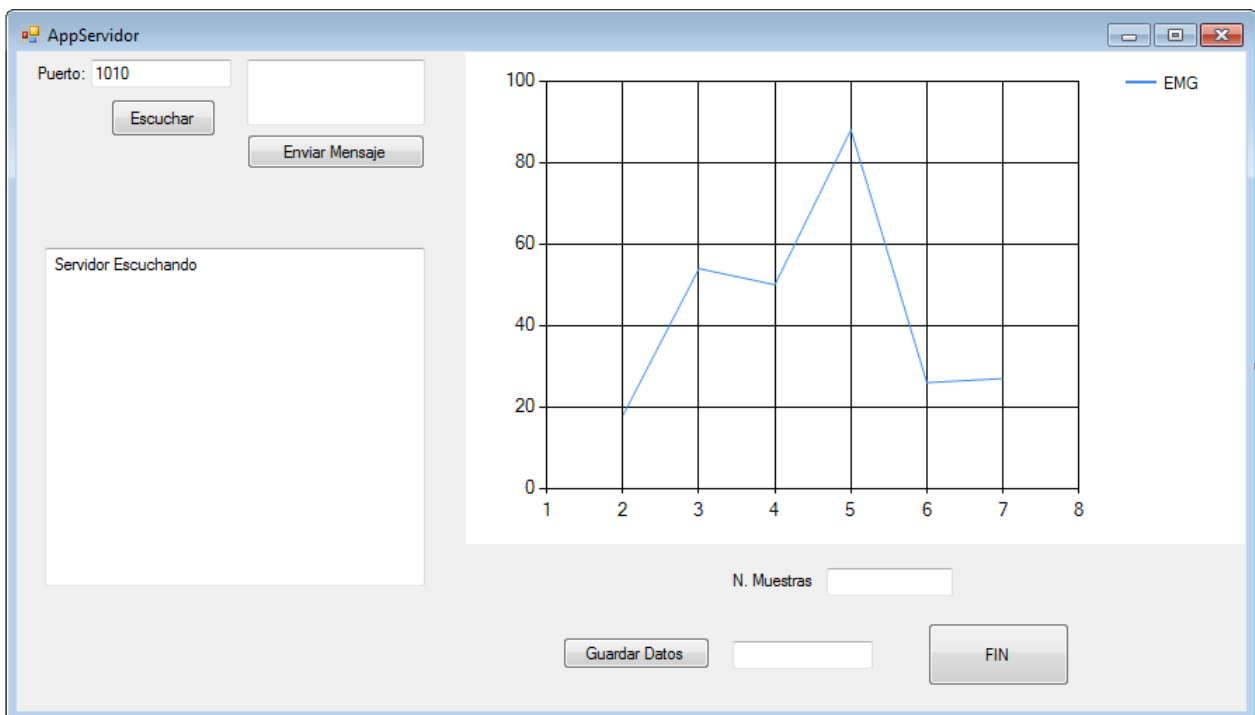 AppServidor
Puerto: 1010
Escuchar
Enviar Mensaje
Servidor Escuchando
100
80
60
40
20
0
1 2 3 4 5 6 7 8
EMG
N. Muestras
Guardar Datos
FIN